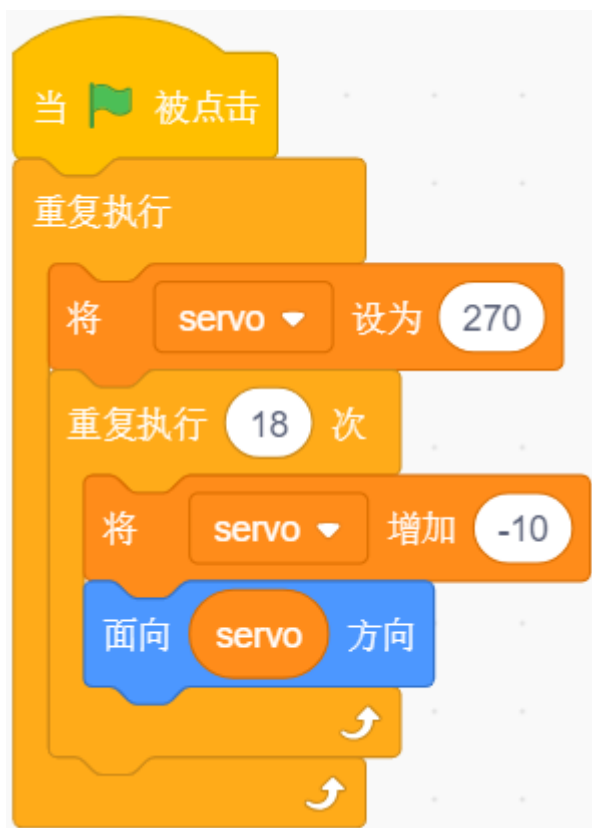 当 被点击
重复执行
将 servo 设为 270
重复执行 18 次
将 servo 增加 -10
面向 servo 方向